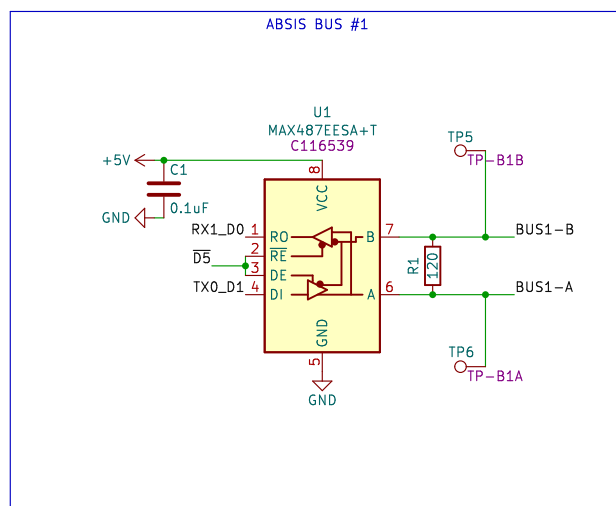 ABSIS BUS #1
U1
MAX487EESA+T
C116539
TP5
TP-B1B
+5V
C1
0.1uF
GND
8
VCC
RX1_D0 1 RO
B 7
BUS1-B
2 RE
D5
3 DE
TX0_D1 4 DI
A 6
BUS1-A
R1
120
GND
5
GND
TP6
TP-B1A